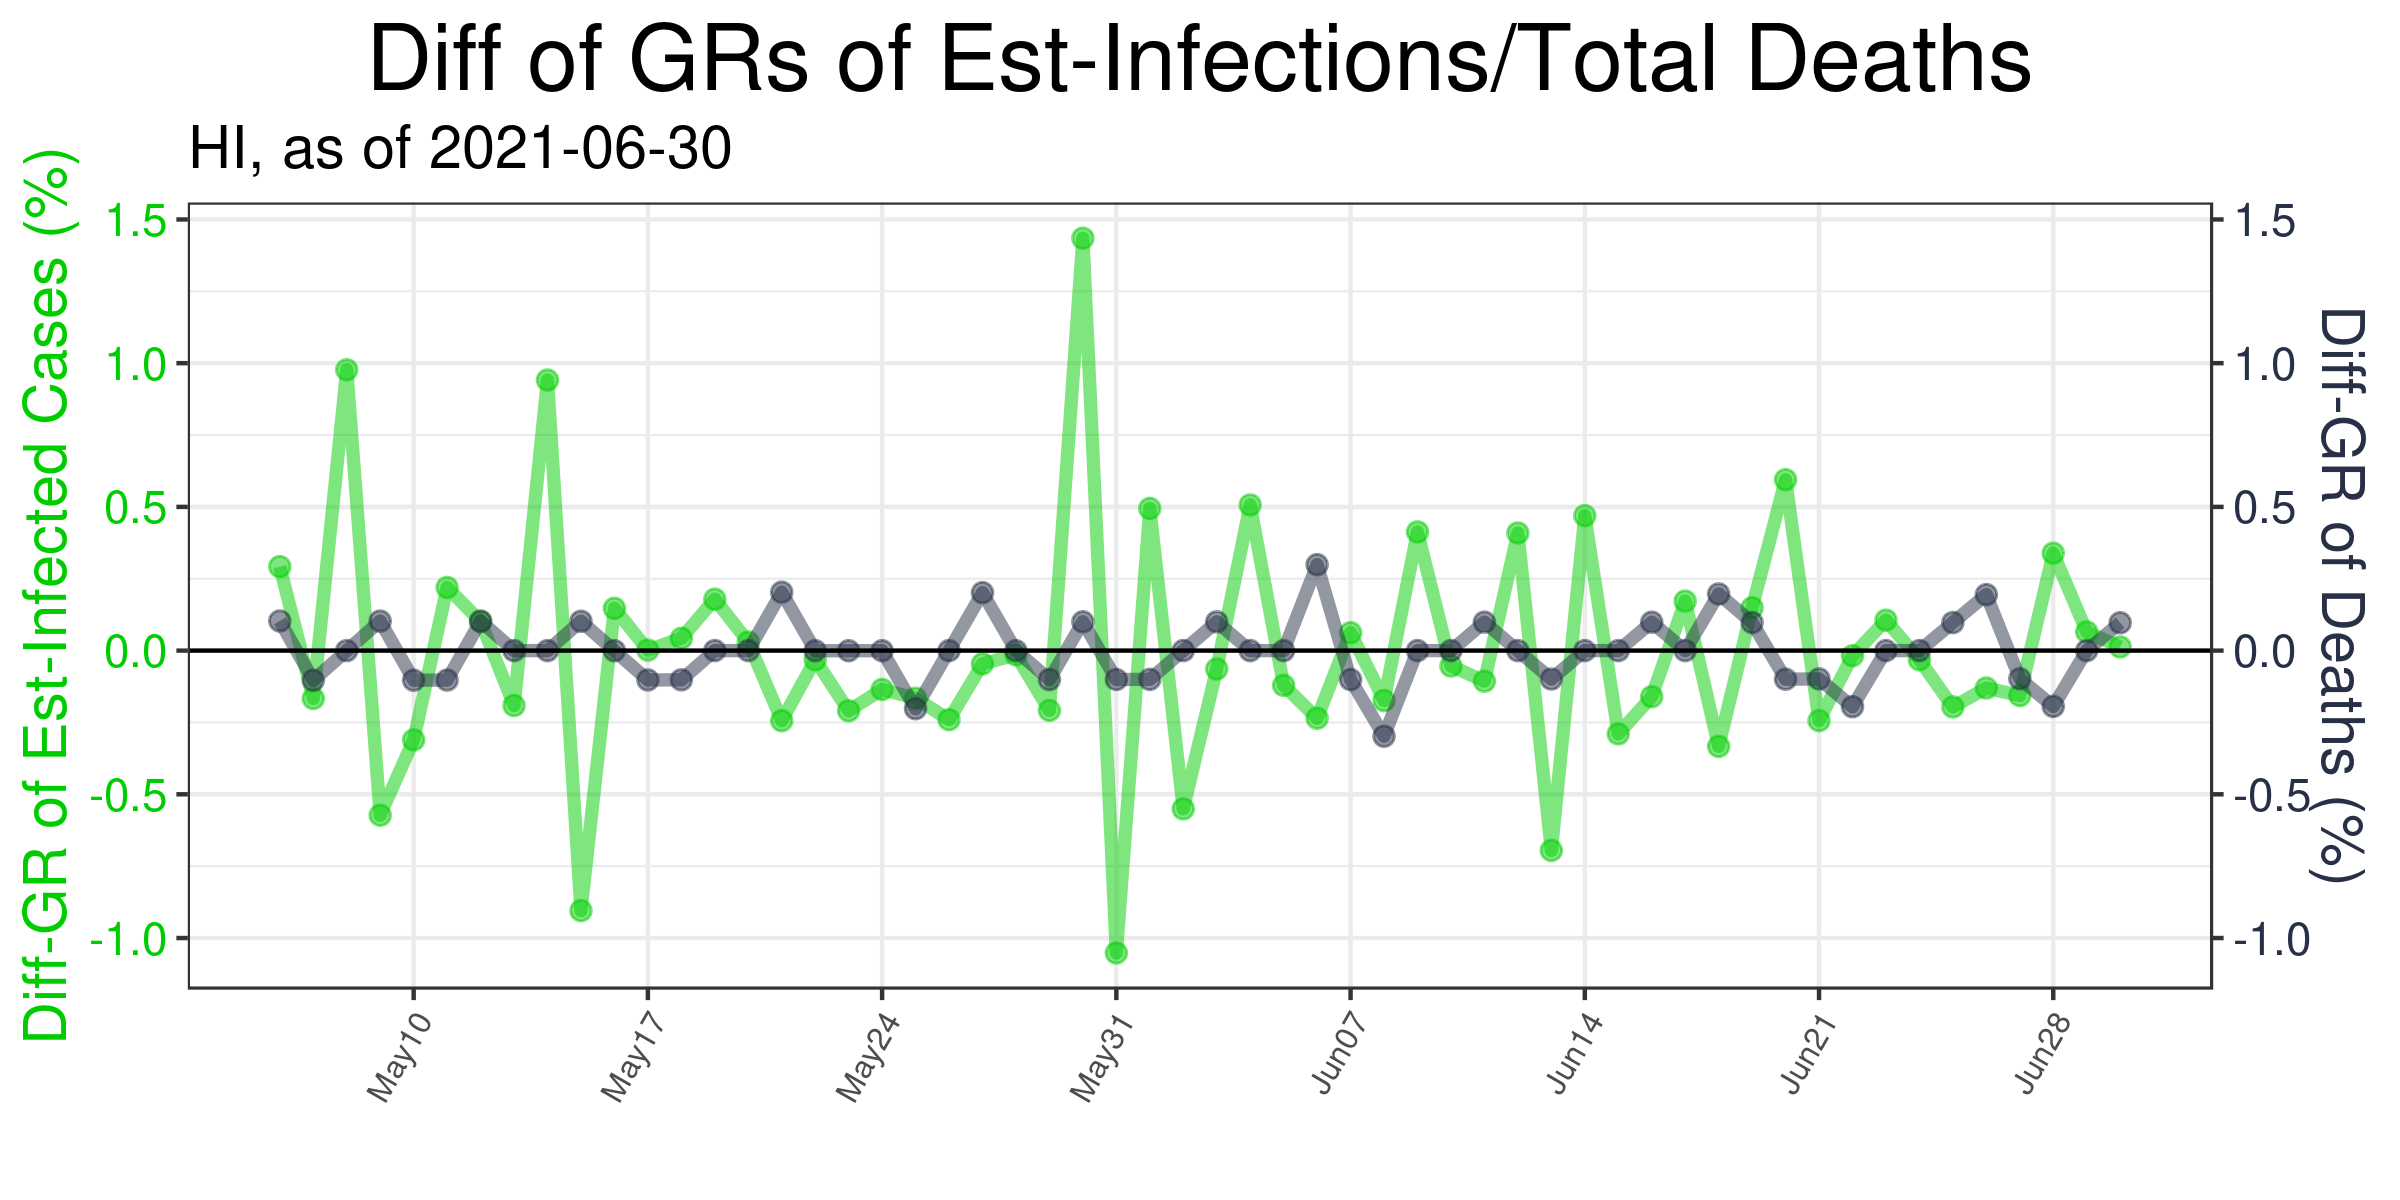 Diff of GRs of Est-Infections/Total Deaths
HI, as of 2021-06-30
Diff-GR of Est-Infected Cases (%)
1.5
1.0
0.5
0.0
-0.5
-1.0
1.5
1.0
0.5
0.0
-0.5
-1.0
Diff-GR of Deaths (%)
May10
May17
May24
May31
Jun07
Jun14
Jun21
Jun28